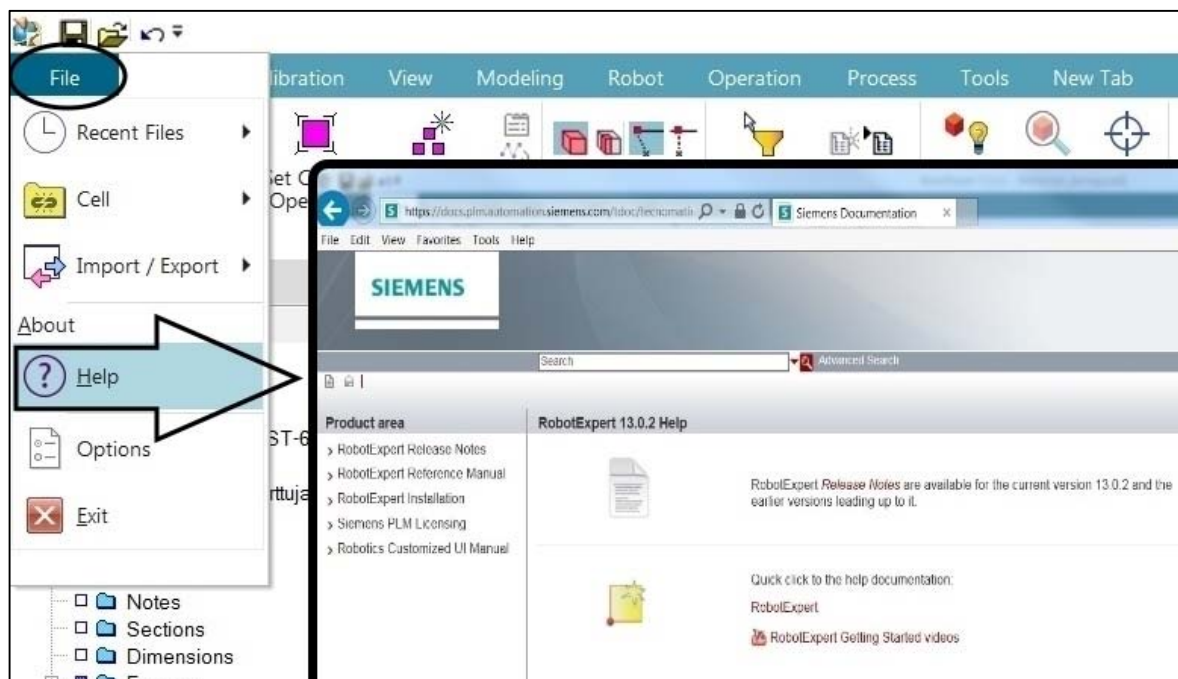 File
libration View Modeling Robot Operation Process Tools New Tab
Recent Files
Cell
Import / Export
About
Help
Options
Exit
et C
Ope
ST-6
rttuja
Notes
Sections
Dimensions
https://docs.plm.automation.siemens.com/tdoc/tecnomati
Siemens Documentation
File Edit View Favorites Tools Help
SIEMENS
Search
Advanced Search
Product area
RobotExpert Release Notes
RobotExpert Reference Manual
RobotExpert Installation
Siemens PLM Licensing
Robotics Customized UI Manual
RobotExpert 13.0.2 Help
RobotExpert Release Notes are available for the current version 13.0.2 and the
earlier versions leading up to it.
Quick click to the help documentation:
RobotExpert
RobotExpert Getting Started videos